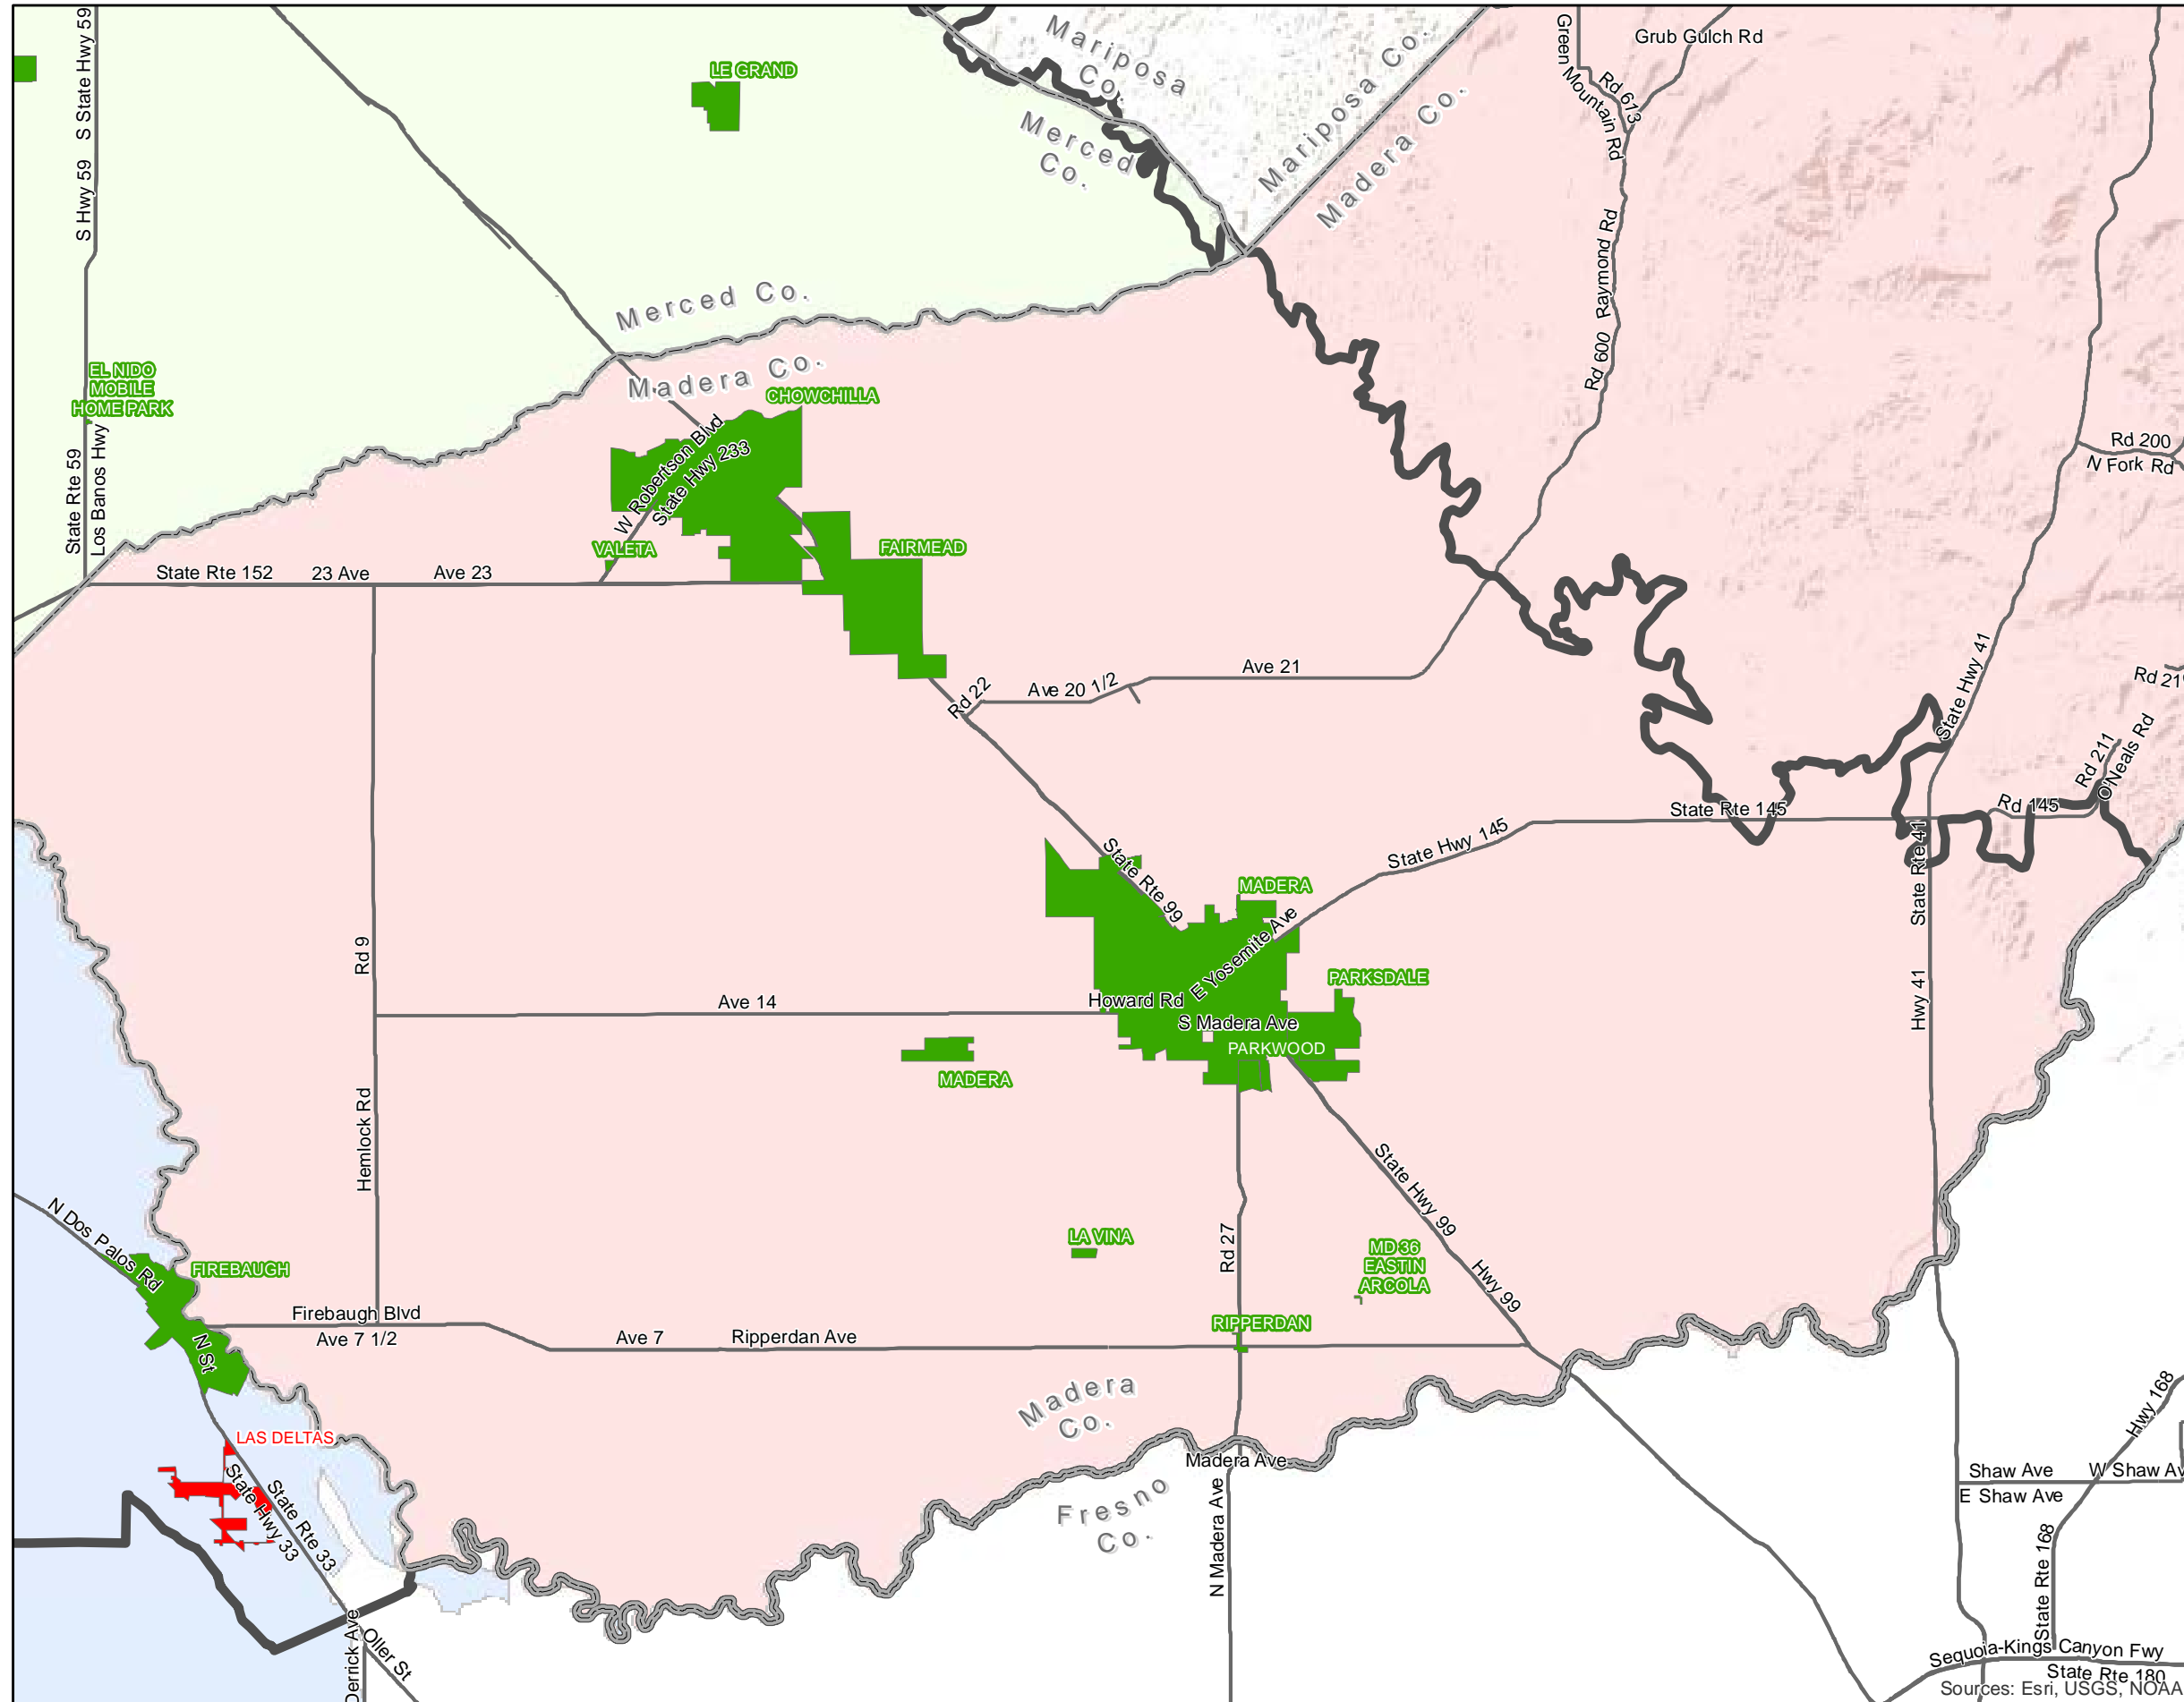 S State Hwy 59
S Hwy 59
LE GRAND
Mariposa
Co.
Merced
Co.
Mariposa Co.
Madera Co.
Green Mountain Rd
Grub Gulch Rd
Rd 673
Raymond Rd
Rd 600
Merced Co.
Madera Co.
EL NIDO
MOBILE
HOME PARK
State Rte 59
Los Banos Hwy
CHOWCHILLA
W Robertson Blvd
State Hwy 233
VALETA
FAIRMEAD
State Rte 152
23 Ave
Ave 23
Rd 200
N Fork Rd
Ave 21
Ave 20 1/2
Rd 22
State Hwy 41
Rd 211
O'Neals Rd
Rd 145
State Rte 145
State Hwy 145
State Rte 41
Hwy 41
State Rte 99
MADERA
E Yosemite Ave
PARKSDALE
Rd 9
Ave 14
Howard Rd
S Madera Ave
PARKWOOD
MADERA
Hemlock Rd
State Hwy 99
Hwy 99
LA VINA
Rd 27
MD 36
EASTIN
ARCOLA
N Dos Palos Rd
FIREBAUGH
Firebaugh Blvd
Ave 7 1/2
N St
Ave 7
Ripperdan Ave
RIPPERDAN
Madera
Co.
LAS DELTAS
State Hwy 33
State Rte 33
Madera Ave
N Madera Ave
Fresno
Co.
Hwy 168
Shaw Ave
W Shaw Av
E Shaw Ave
State Rte 168
Derrick Ave
Oller St
Sequoia-Kings Canyon Fwy
State Rte 180
Sources: Esri, USGS, NOAA